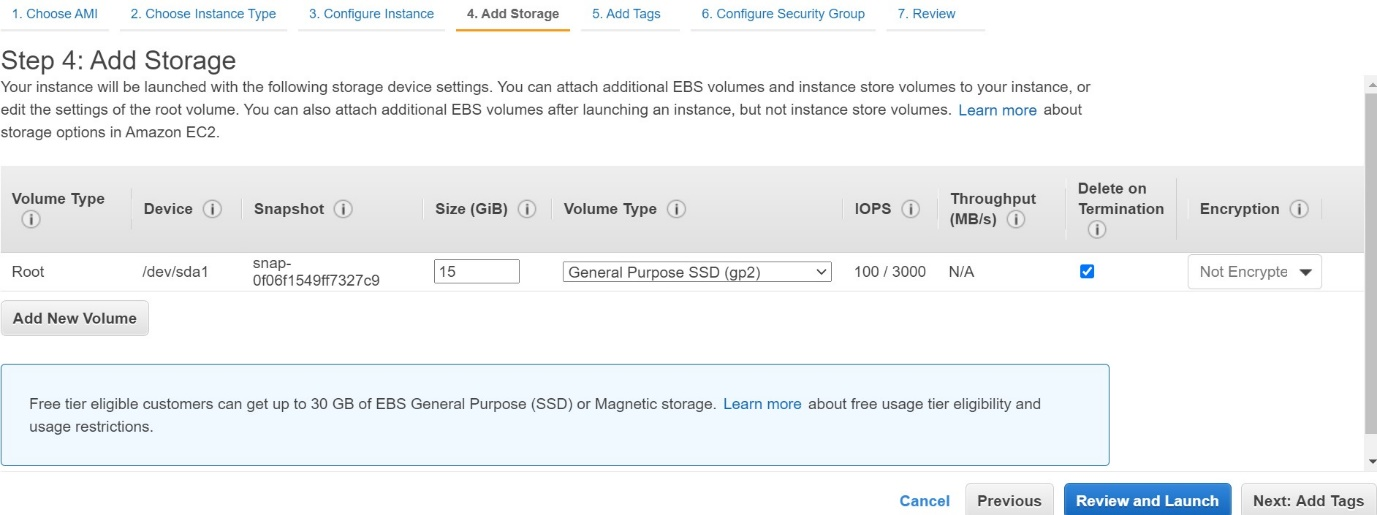 1. Choose AMI 2. Choose Instance Type 3. Configure Instance 4. Add Storage 5. Add Tags 6. Configure Security Group 7. Review
Step 4: Add Storage
Your instance will be launched with the following storage device settings. You can attach additional EBS volumes and instance store volumes to your instance, or
edit the settings of the root volume. You can also attach additional EBS volumes after launching an instance, but not instance store volumes. Learn more about
storage options in Amazon EC2.
Volume Type Device Snapshot Size (GiB) Volume Type IOPS Throughput (MB/s) Delete on Termination Encryption
Root /dev/sda1 snap-0f06f1549ff7327c9 15 General Purpose SSD (gp2) 100 / 3000 N/A Not Encrypte
Add New Volume
Free tier eligible customers can get up to 30 GB of EBS General Purpose (SSD) or Magnetic storage. Learn more about free usage tier eligibility and
usage restrictions.
Cancel Previous Review and Launch Next: Add Tags